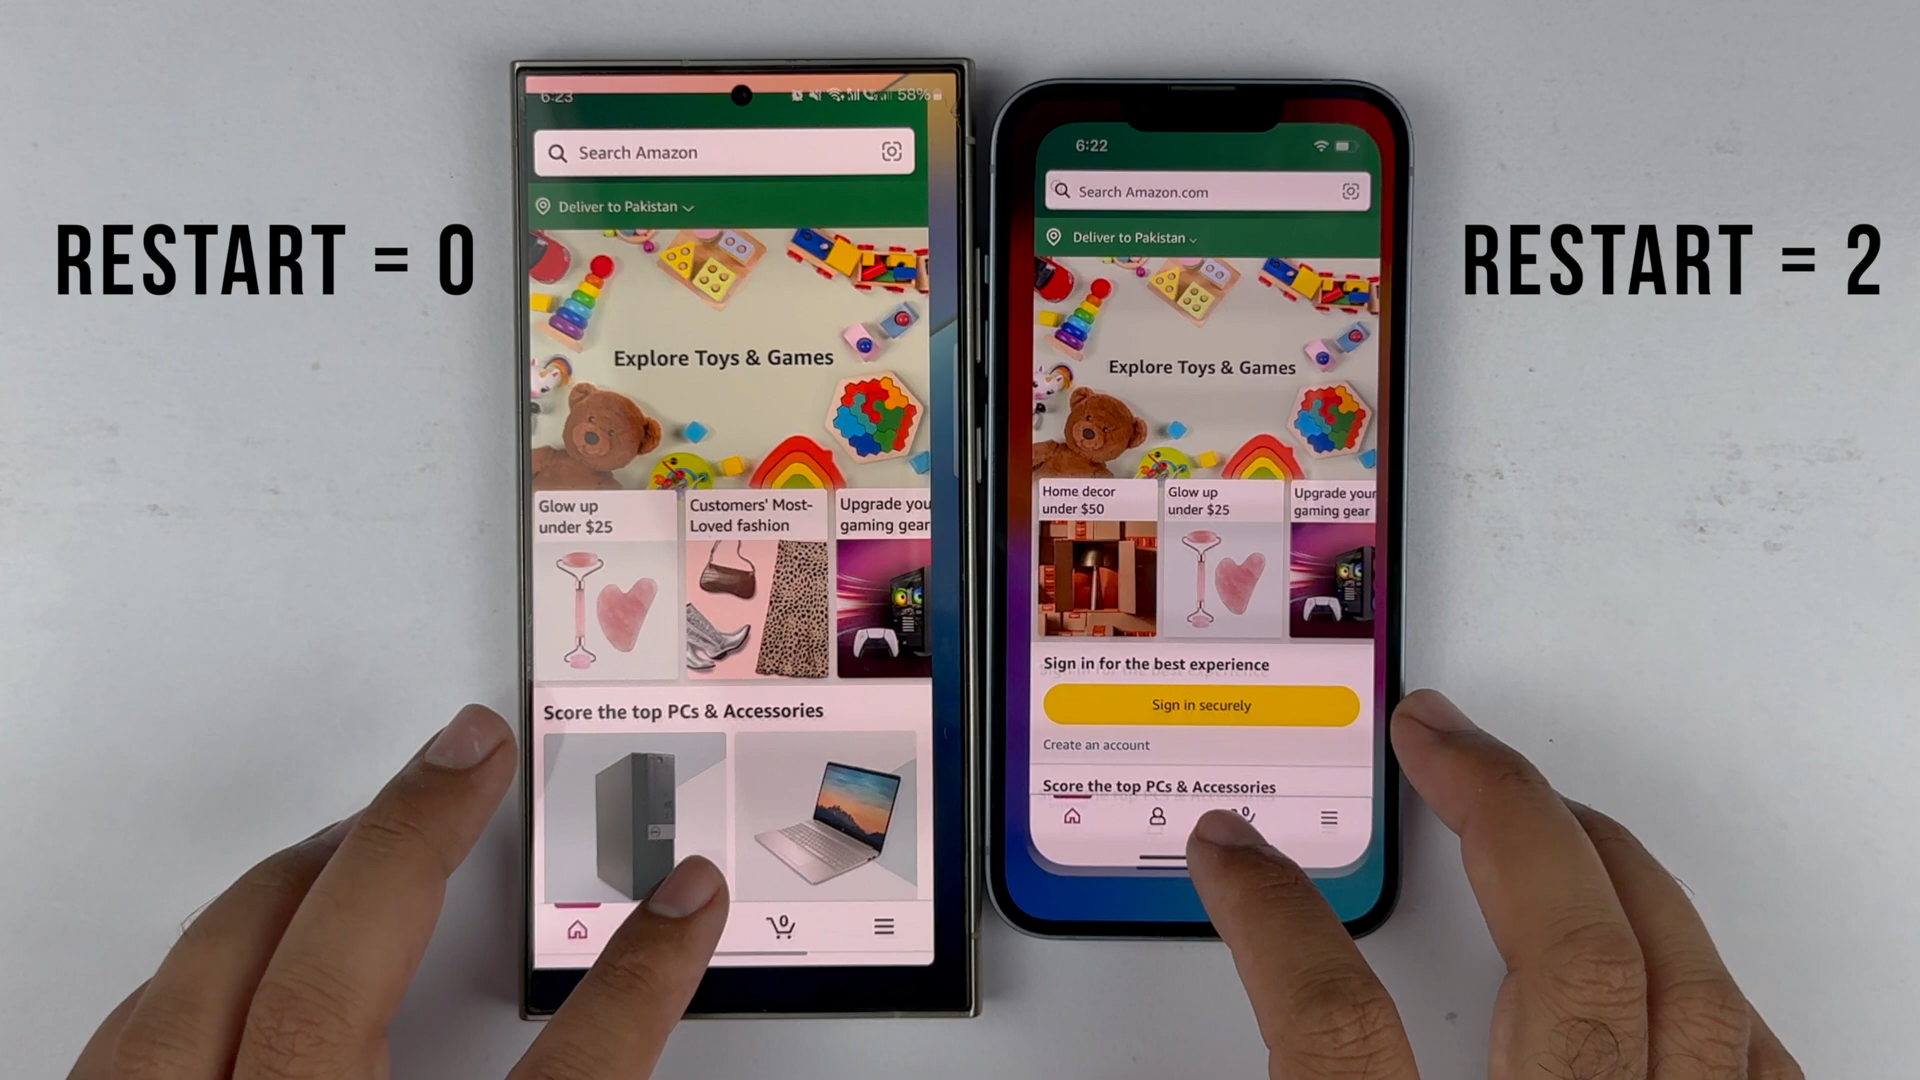 RESTART = 0
6:23
58%
Search Amazon
Deliver to Pakistan
Explore Toys & Games
Glow up
under $25
Customers' Most-
Loved fashion
Upgrade you
gaming gear
Score the top PCs & Accessories
0
6:22
Search Amazon.com
Deliver to Pakistan
Explore Toys & Games
Home decor
under $50
Glow up
under $25
Upgrade your
gaming gear
Sign in for the best experience
Sign in securely
Create an account
Score the top PCs & Accessories
0
RESTART = 2